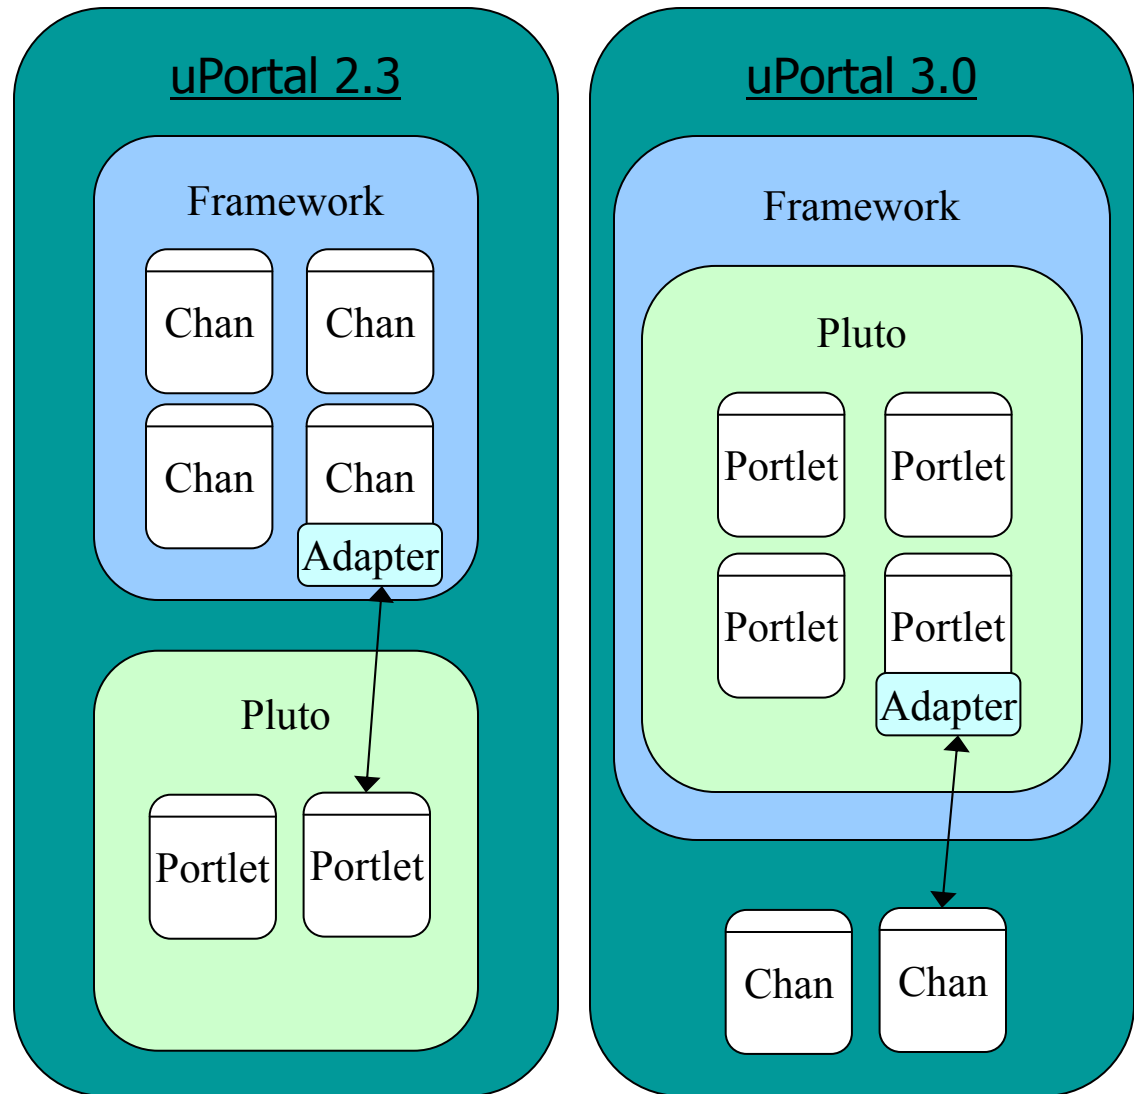 uPortal 2.3
Framework
Chan Chan
Chan Chan
Adapter
Pluto
Portlet Portlet
uPortal 3.0
Framework
Pluto
Portlet Portlet
Portlet Portlet
Adapter
Chan Chan